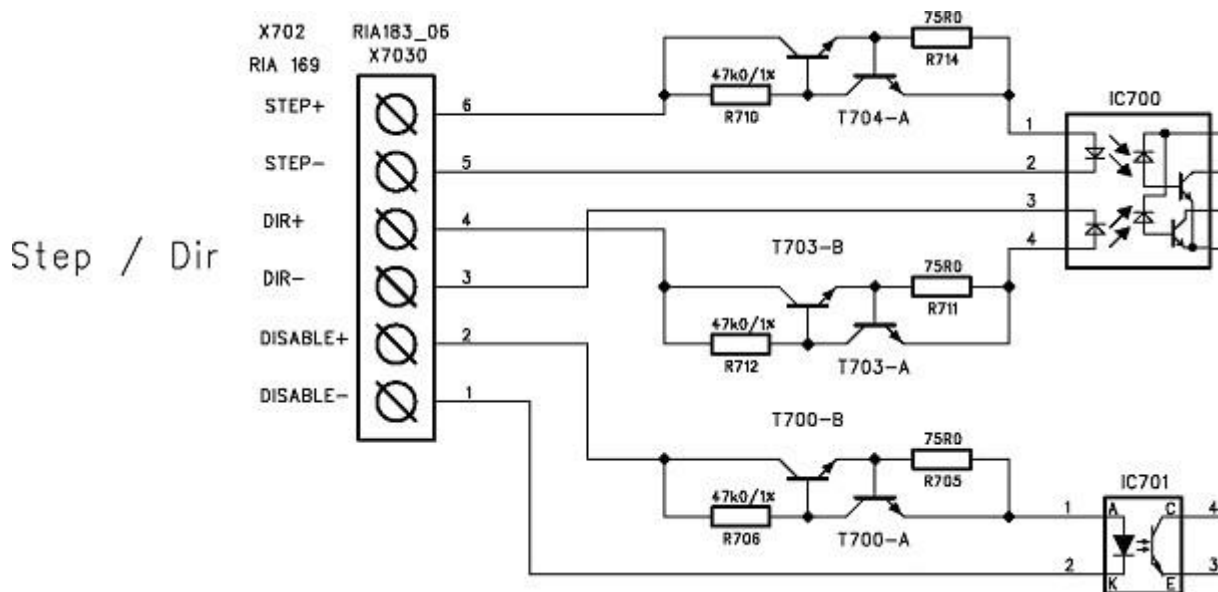 X702
RIA 169
RIA183_06
X7030
STEP+
STEP-
DIR+
DIR-
DISABLE+
DISABLE-
6
5
4
3
2
1
Step / Dir
75R0
R714
47k0/1%
R710
T704-A
IC700
1
2
3
4
T703-B
75R0
R711
47k0/1%
R712
T703-A
T700-B
75R0
R705
47k0/1%
R706
T700-A
IC701
1
2
A
K
C
E
4
3